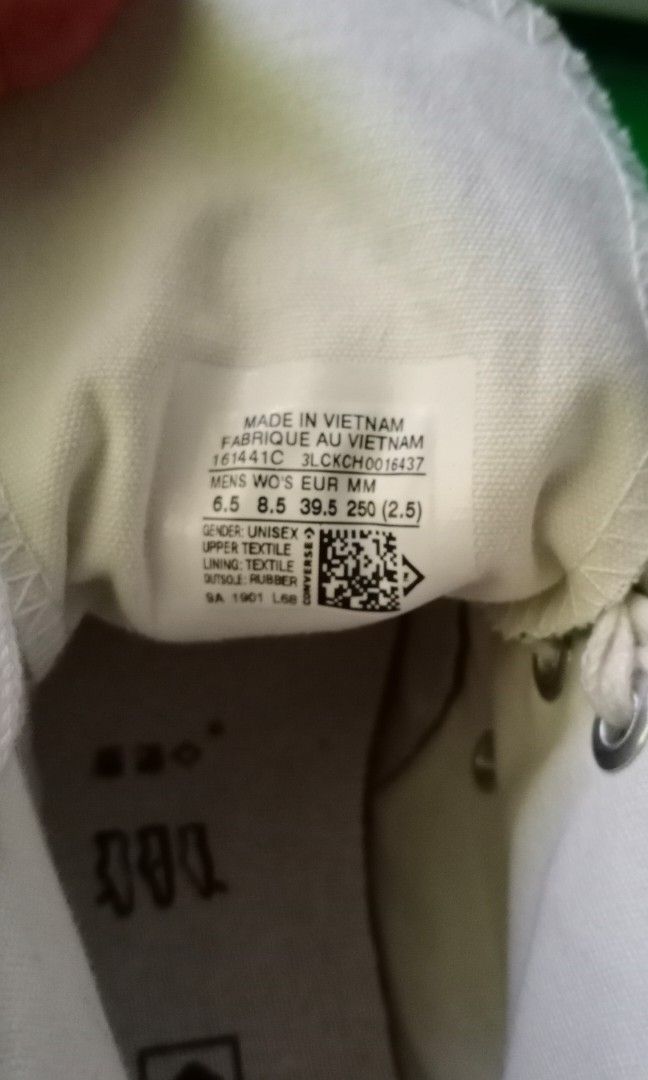 MADE IN VIETNAM
FABRIQUE AU VIETNAM
161441C 3LCKCH0016437
MENS WO'S EUR MM
6.5 8.5 39.5 250 (2.5)
GENDER: UNISEX
UPPER TEXTILE
LINING: TEXTILE
OUTSOLE: RUBBER
SA 1901 L68
CONVERSE